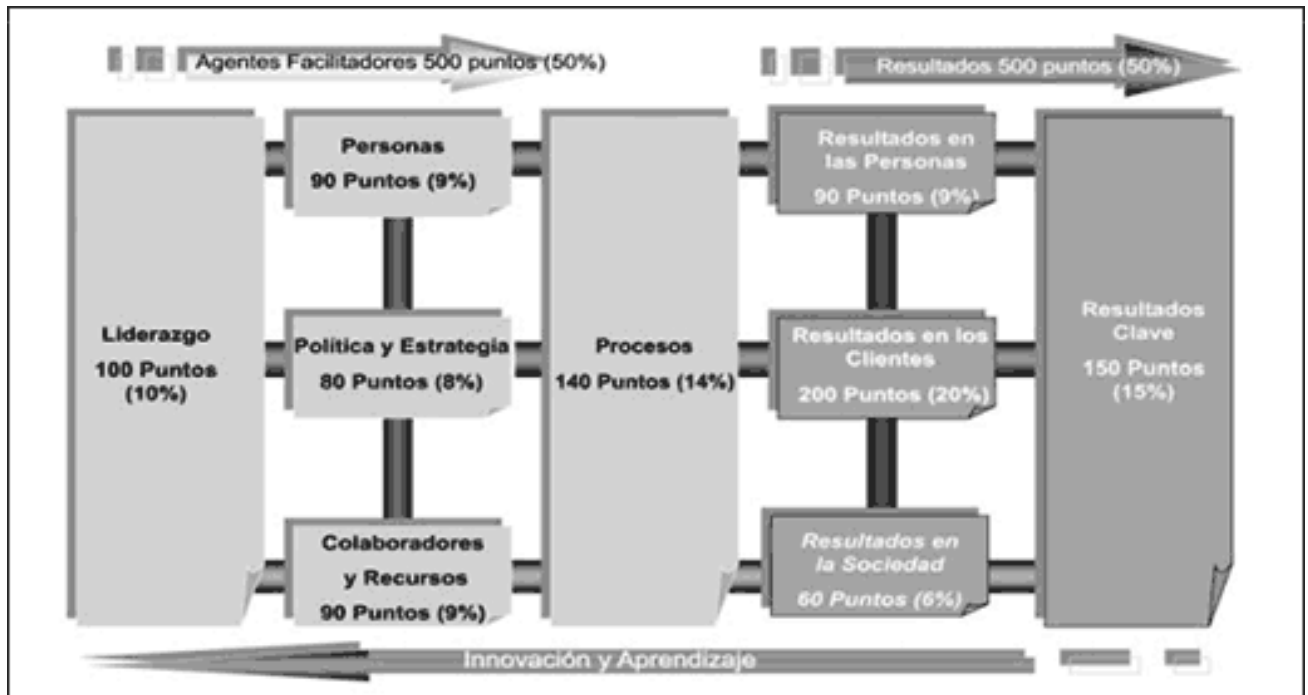 Agentes Facilitadores 500 puntos (50%)
Resultados 500 puntos (50%)
Liderazgo
100 Puntos
(10%)
Personas
90 Puntos (9%)
Política y Estrategia
80 Puntos (8%)
Colaboradores
y Recursos
90 Puntos (9%)
Procesos
140 Puntos (14%)
Resultados en
las Personas
90 Puntos (9%)
Resultados en los
Clientes
200 Puntos (20%)
Resultados en
la Sociedad
60 Puntos (6%)
Resultados
Clave
150 Puntos
(15%)
Innovación y Aprendizaje